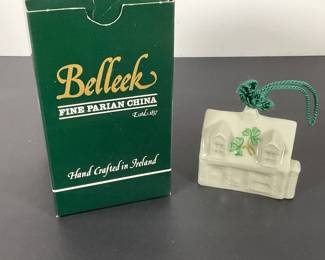 Belleek
FINE PARIAN CHINA
Estd. 1857
Hand Crafted in Ireland